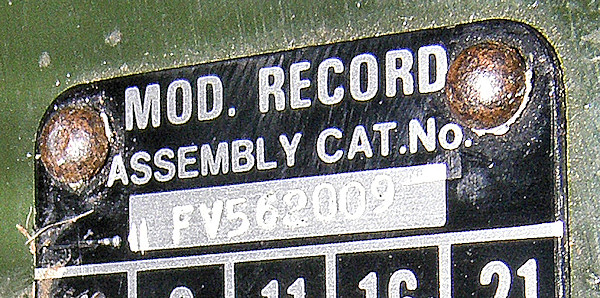 MOD. RECORD
ASSEMBLY CAT.No.
FV562009
11 16 21